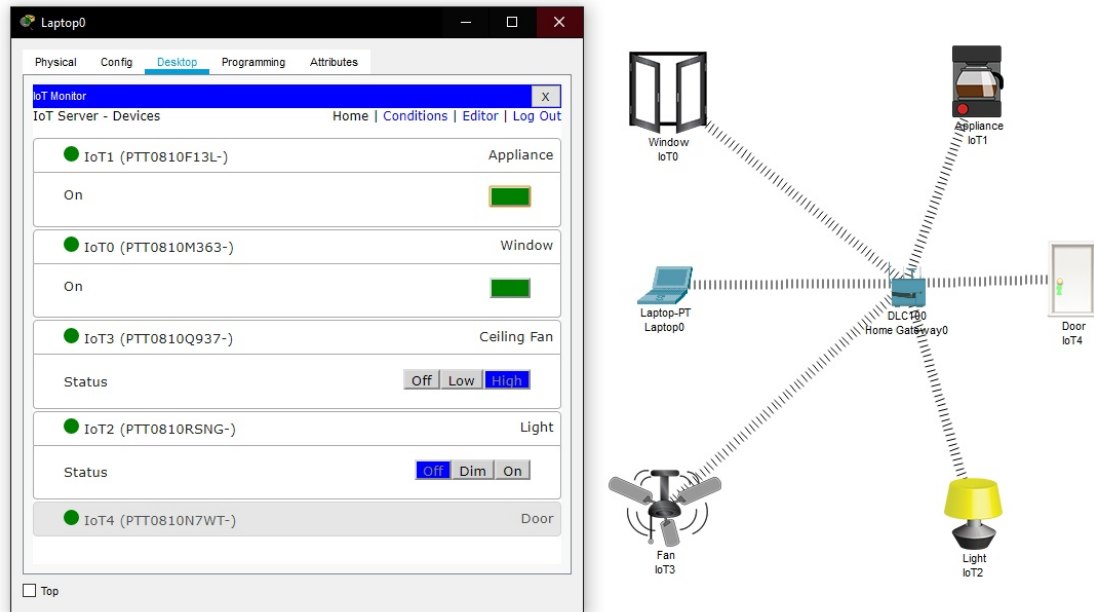 Laptop0
Physical Config Desktop Programming Attributes
IoT Monitor X
IoT Server - Devices Home | Conditions | Editor | Log Out
IoT1 (PTT0810F13L-) Appliance
On
IoT0 (PTT0810M363-) Window
On
IoT3 (PTT0810Q937-) Ceiling Fan
Status Off Low High
IoT2 (PTT0810RSNG-) Light
Status Off Dim On
IoT4 (PTT0810N7WT-) Door
Top
Window
IoT0
Appliance
IoT1
Laptop-PT
Laptop0
DLC100
Home Gateway0
Door
IoT4
Fan
IoT3
Light
IoT2